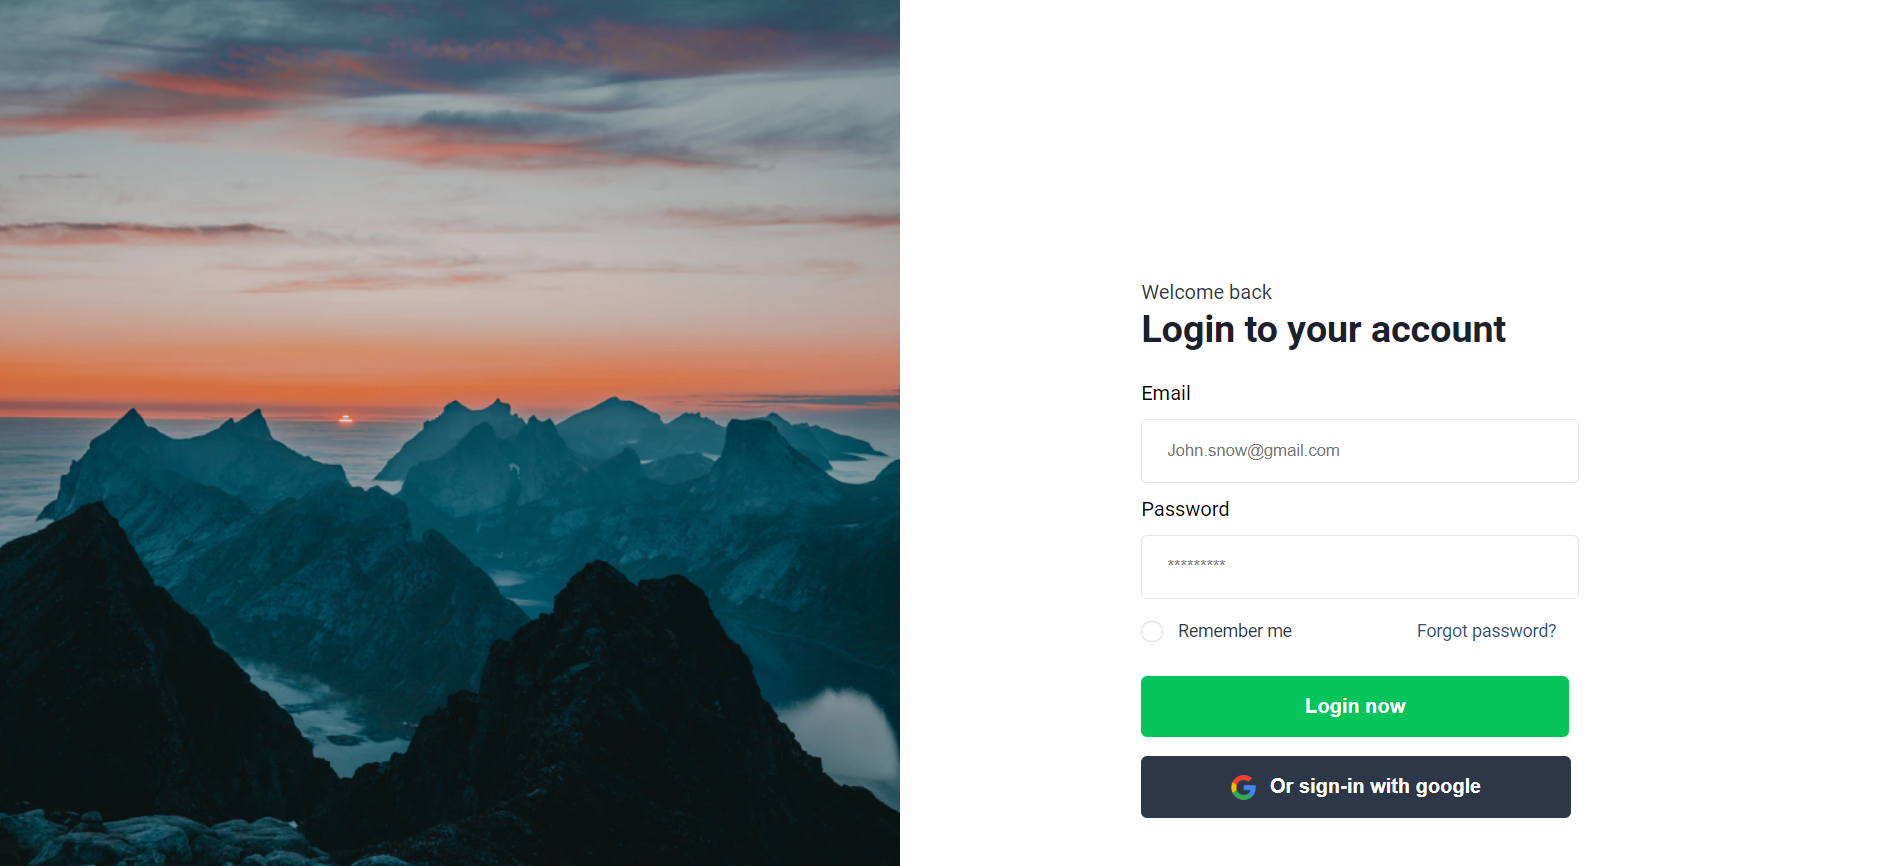 Welcome back
Login to your account
Email
John.snow@gmail.com
Password
*********
Remember me
Forgot password?
Login now
Or sign-in with google